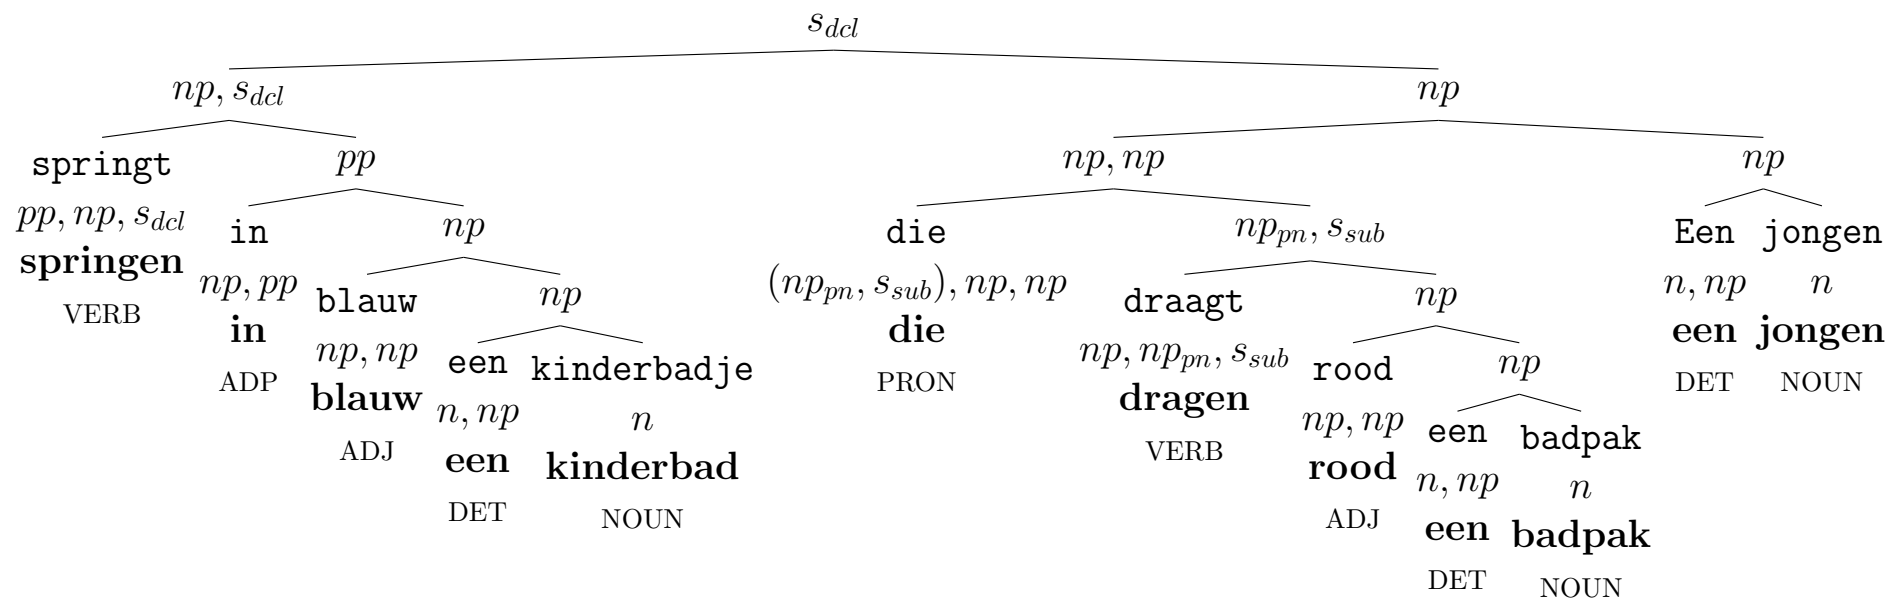 s_dcl
np, s_dcl np
springt pp np, np np
pp, np, s_dcl in np die np_pn, s_sub Een jongen
springen np, pp blauw np (np_pn, s_sub), np, np draagt np n, np n
VERB in np, np een kinderbadje die np, np_pn, s_sub rood np een jongen
ADP blauw n, np n PRON dragen np, np een badpak DET NOUN
ADJ een kinderbad VERB rood n, np n
DET NOUN ADJ een badpak
DET NOUN